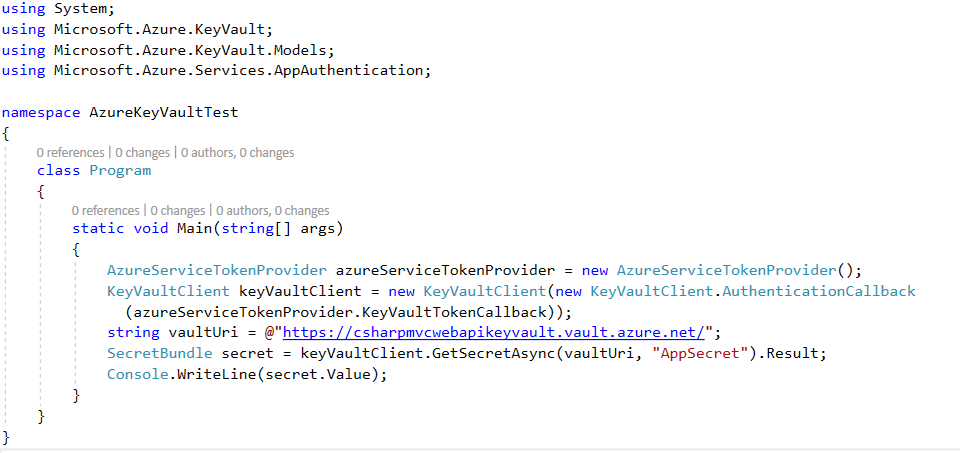 using System;
using Microsoft.Azure.KeyVault;
using Microsoft.Azure.KeyVault.Models;
using Microsoft.Azure.Services.AppAuthentication;
namespace AzureKeyVaultTest
{
0 references | 0 changes | 0 authors, 0 changes
class Program
{
0 references | 0 changes | 0 authors, 0 changes
static void Main(string[] args)
{
AzureServiceTokenProvider azureServiceTokenProvider = new AzureServiceTokenProvider();
KeyVaultClient keyVaultClient = new KeyVaultClient(new KeyVaultClient.AuthenticationCallback
(azureServiceTokenProvider.KeyVaultTokenCallback));
string vaultUri = @"https://csharpmvcwebapikeyvault.vault.azure.net/";
SecretBundle secret = keyVaultClient.GetSecretAsync(vaultUri, "AppSecret").Result;
Console.WriteLine(secret.Value);
}
}
}